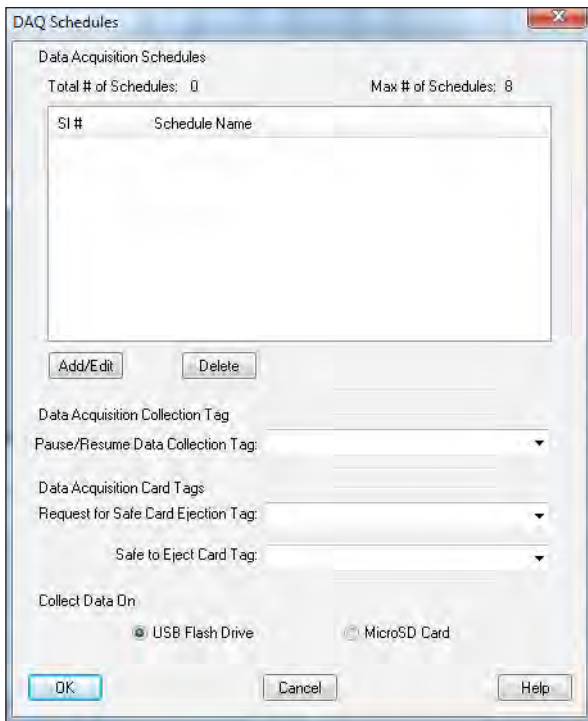 DAQ Schedules
Data Acquisition Schedules
Total # of Schedules: 0 Max # of Schedules: 8
Sl # Schedule Name
Add/Edit Delete
Data Acquisition Collection Tag
Pause/Resume Data Collection Tag:
Data Acquisition Card Tags
Request for Safe Card Ejection Tag:
Safe to Eject Card Tag:
Collect Data On
USB Flash Drive MicroSD Card
OK Cancel Help